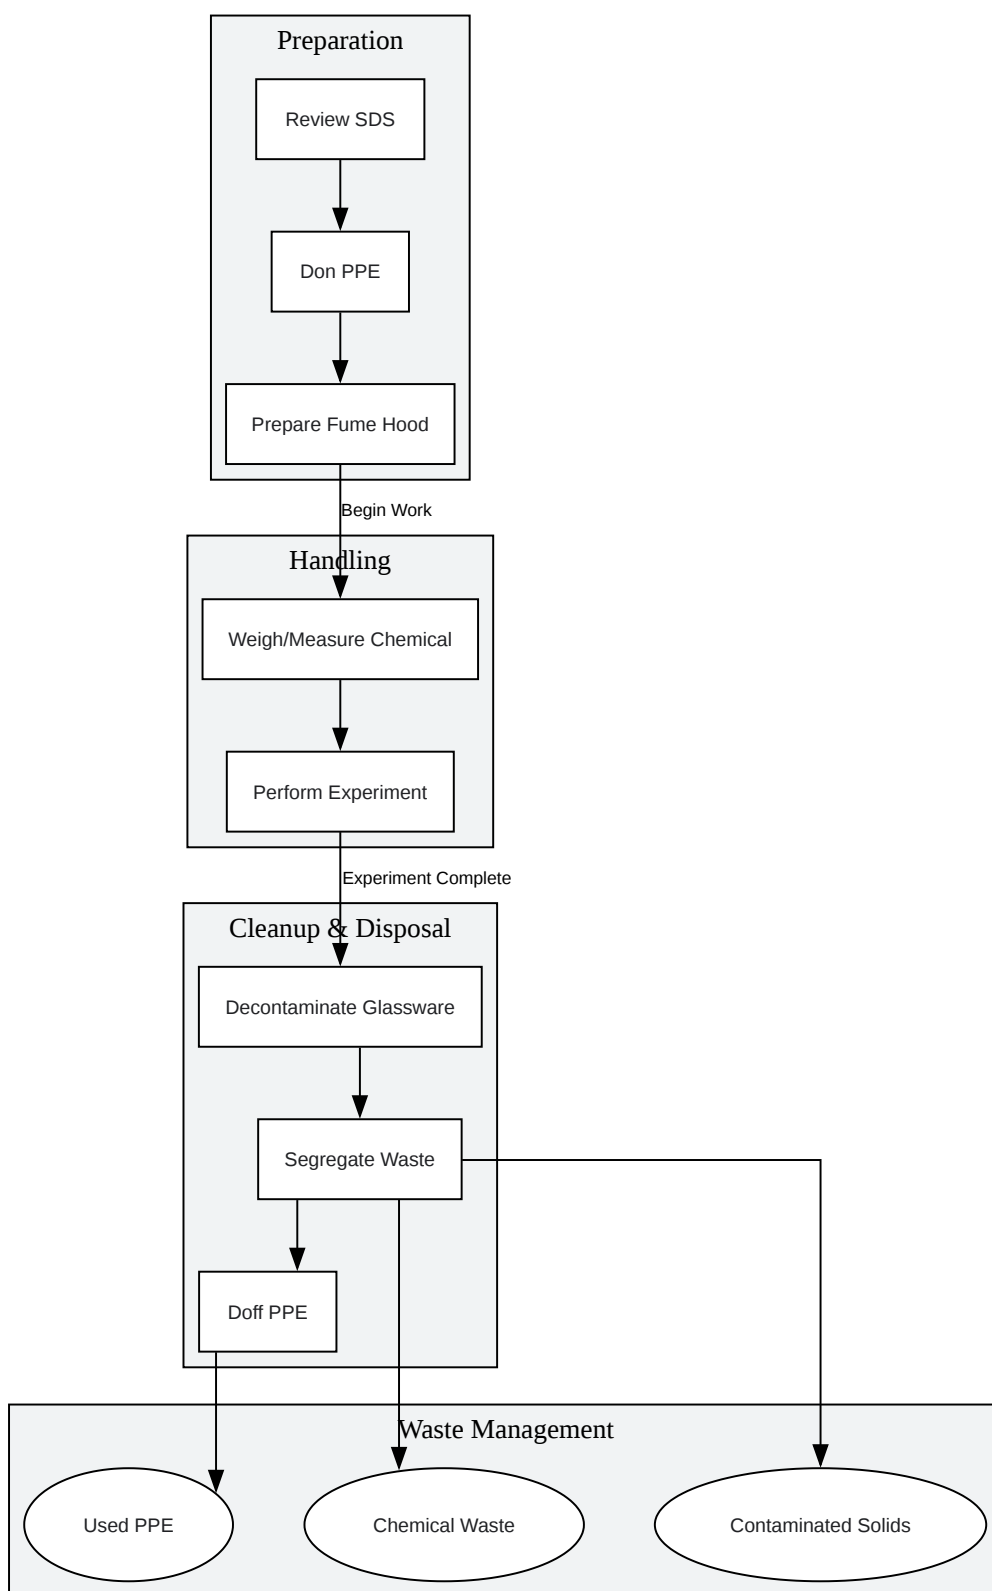 Preparation
Review SDS
Don PPE
Prepare Fume Hood
Begin Work
Handling
Weigh/Measure Chemical
Perform Experiment
Experiment Complete
Cleanup & Disposal
Decontaminate Glassware
Segregate Waste
Doff PPE
Waste Management
Used PPE
Chemical Waste
Contaminated Solids